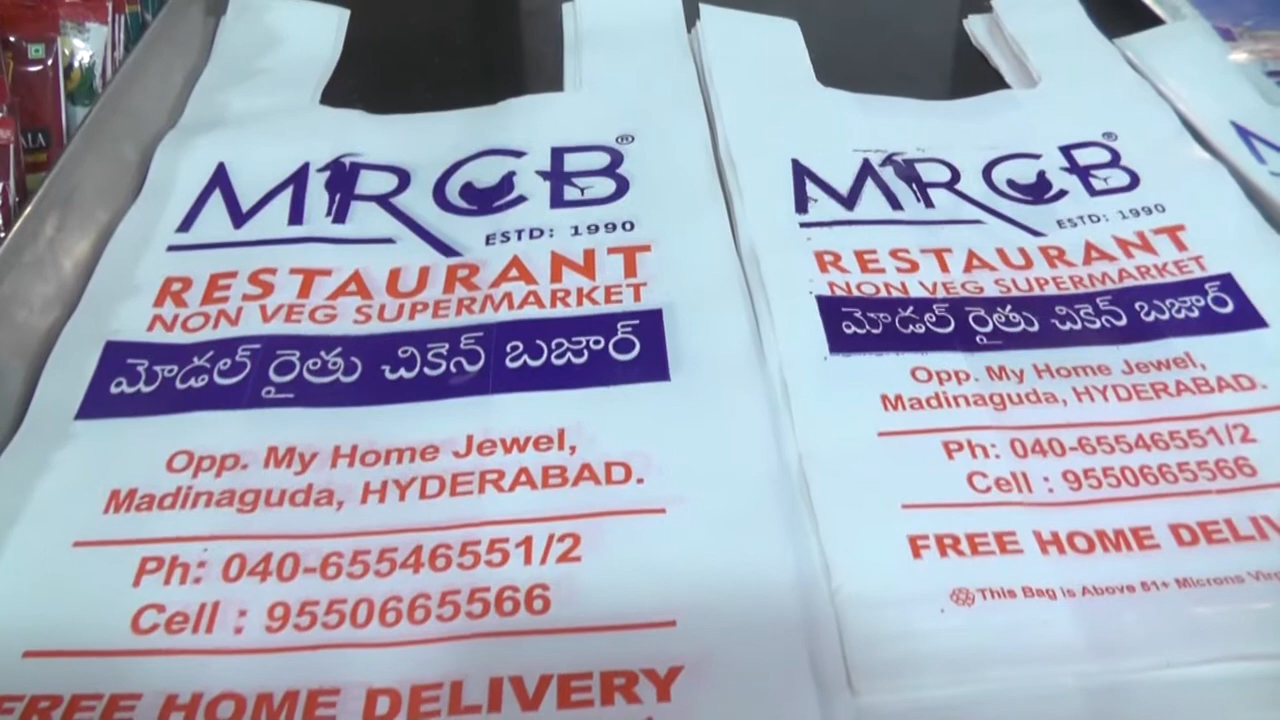 MRCB®
ESTD: 1990
RESTAURANT
NON VEG SUPERMARKET
మోడల్ రైతు చికెన్ బజార్
Opp. My Home Jewel,
Madinaguda, HYDERABAD.
Ph: 040-65546551/2
Cell : 9550665566
FREE HOME DELIVERY
MRCB®
ESTD: 1990
RESTAURANT
NON VEG SUPERMARKET
మోడల్ రైతు చికెన్ బజార్
Opp. My Home Jewel,
Madinaguda, HYDERABAD.
Ph: 040-65546551/2
Cell : 9550665566
FREE HOME DELIV
This Bag is Above 51+ Microns Vir